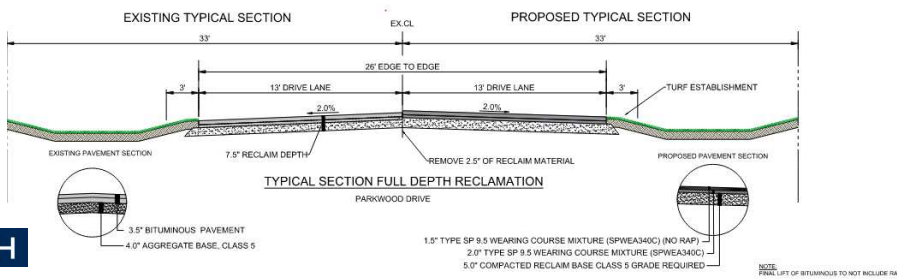 EXISTING TYPICAL SECTION
PROPOSED TYPICAL SECTION
EX.CL
33'
33'
26' EDGE TO EDGE
3'
13' DRIVE LANE
13' DRIVE LANE
3'
TURF ESTABLISHMENT
2.0%
2.0%
EXISTING PAVEMENT SECTION
7.5" RECLAIM DEPTH
REMOVE 2.5" OF RECLAIM MATERIAL
PROPOSED PAVEMENT SECTION
TYPICAL SECTION FULL DEPTH RECLAMATION
PARKWOOD DRIVE
3.5" BITUMINOUS PAVEMENT
4.0" AGGREGATE BASE, CLASS 5
1.5" TYPE SP 9.5 WEARING COURSE MIXTURE (SPWEA340C) (NO RAP)
2.0" TYPE SP 9.5 WEARING COURSE MIXTURE (SPWEA340C)
5.0" COMPACTED RECLAIM BASE CLASS 5 GRADE REQUIRED
H
NOTE:
FINAL LIFT OF BITUMINOUS TO NOT INCLUDE RA